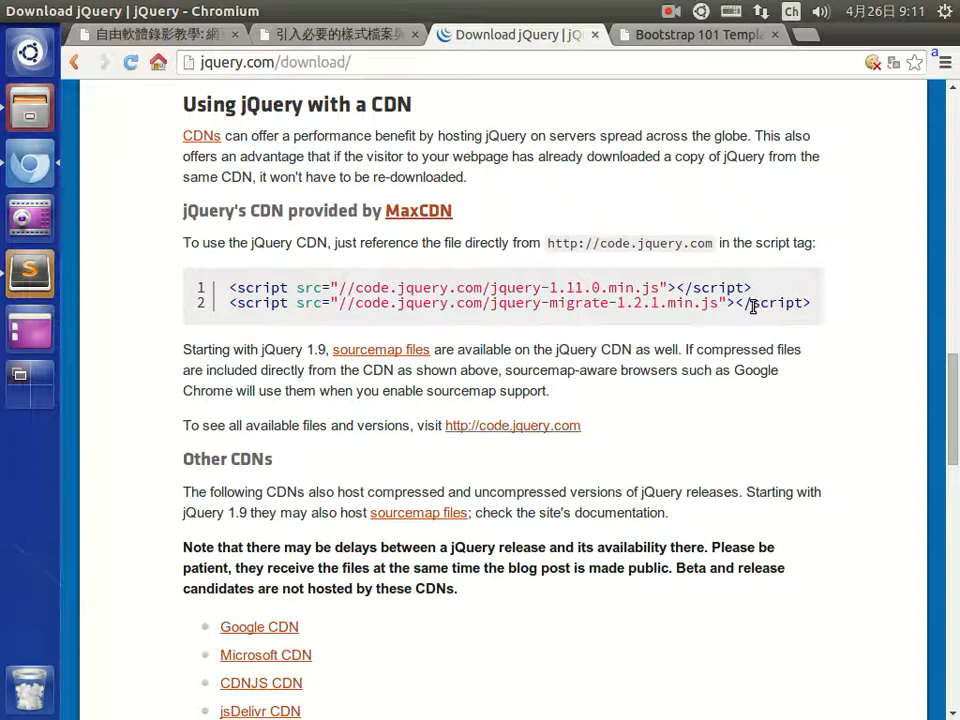 Download jQuery | jQuery - Chromium
Ch
4月26日 9:11
自由軟體錄影教學: 網
引入必要的樣式檔案與
Download jQuery | jQ
Bootstrap 101 Templa
jquery.com/download/
a
Using jQuery with a CDN
CDNs can offer a performance benefit by hosting jQuery on servers spread across the globe. This also
offers an advantage that if the visitor to your webpage has already downloaded a copy of jQuery from the
same CDN, it won't have to be re-downloaded.
jQuery's CDN provided by MaxCDN
To use the jQuery CDN, just reference the file directly from http://code.jquery.com in the script tag:
1 <script src="//code.jquery.com/jquery-1.11.0.min.js"></script>
2 <script src="//code.jquery.com/jquery-migrate-1.2.1.min.js"></script>
Starting with jQuery 1.9, sourcemap files are available on the jQuery CDN as well. If compressed files
are included directly from the CDN as shown above, sourcemap-aware browsers such as Google
Chrome will use them when you enable sourcemap support.
To see all available files and versions, visit http://code.jquery.com
Other CDNs
The following CDNs also host compressed and uncompressed versions of jQuery releases. Starting with
jQuery 1.9 they may also host sourcemap files; check the site's documentation.
Note that there may be delays between a jQuery release and its availability there. Please be
patient, they receive the files at the same time the blog post is made public. Beta and release
candidates are not hosted by these CDNs.
Google CDN
Microsoft CDN
CDNJS CDN
jsDelivr CDN